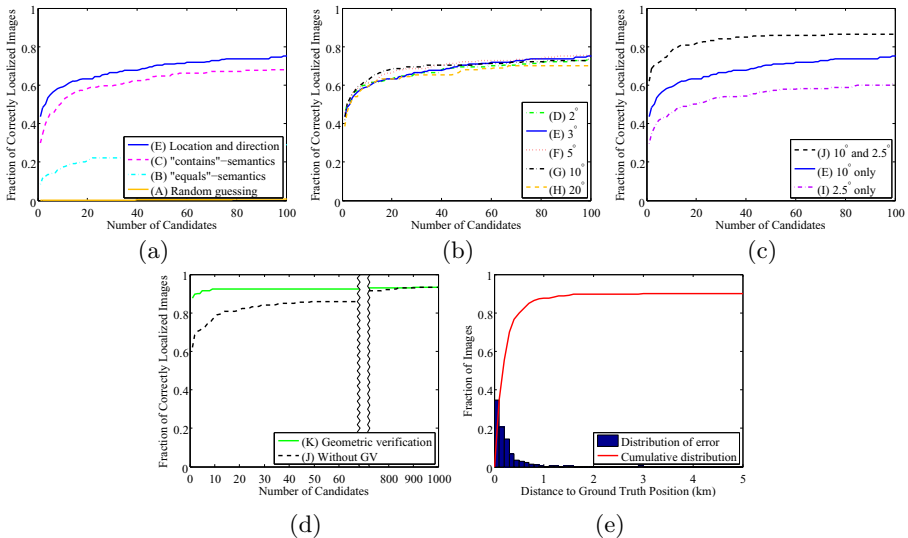 Fraction of Correctly Localized Images
1
0.8
0.6
0.4
0.2
0
0 20 40 60 80 100
Number of Candidates
(E) Location and direction
(C) "contains"−semantics
(B) "equals"−semantics
(A) Random guessing
(a)
Fraction of Correctly Localized Images
1
0.8
0.6
0.4
0.2
0
0 20 40 60 80 100
Number of Candidates
(D) 2°
(E) 3°
(F) 5°
(G) 10°
(H) 20°
(b)
Fraction of Correctly Localized Images
1
0.8
0.6
0.4
0.2
0
0 20 40 60 80 100
Number of Candidates
(J) 10° and 2.5°
(E) 10° only
(I) 2.5° only
(c)
Fraction of Correctly Localized Images
1
0.8
0.6
0.4
0.2
0
0 10 20 30 40 50 60 800 900 1000
Number of Candidates
(K) Geometric verification
(J) Without GV
(d)
Fraction of Images
1
0.8
0.6
0.4
0.2
0
0 1 2 3 4 5
Distance to Ground Truth Position (km)
Distribution of error
Cumulative distribution
(e)